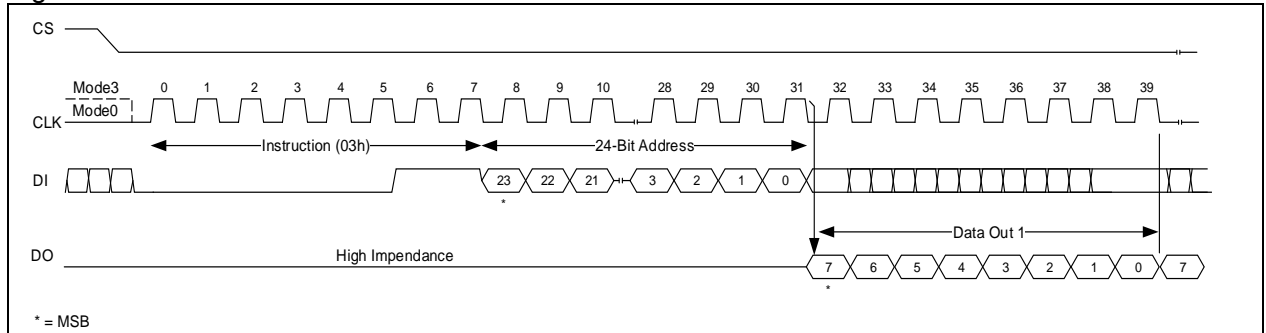 CS
Mode3 0 1 2 3 4 5 6 7 8 9 10 28 29 30 31 32 33 34 35 36 37 38 39
Mode0
CLK
Instruction (03h) 24-Bit Address
DI 23 22 21 3 2 1 0
*
Data Out 1
DO High Impendance 7 6 5 4 3 2 1 0 7
*
* = MSB